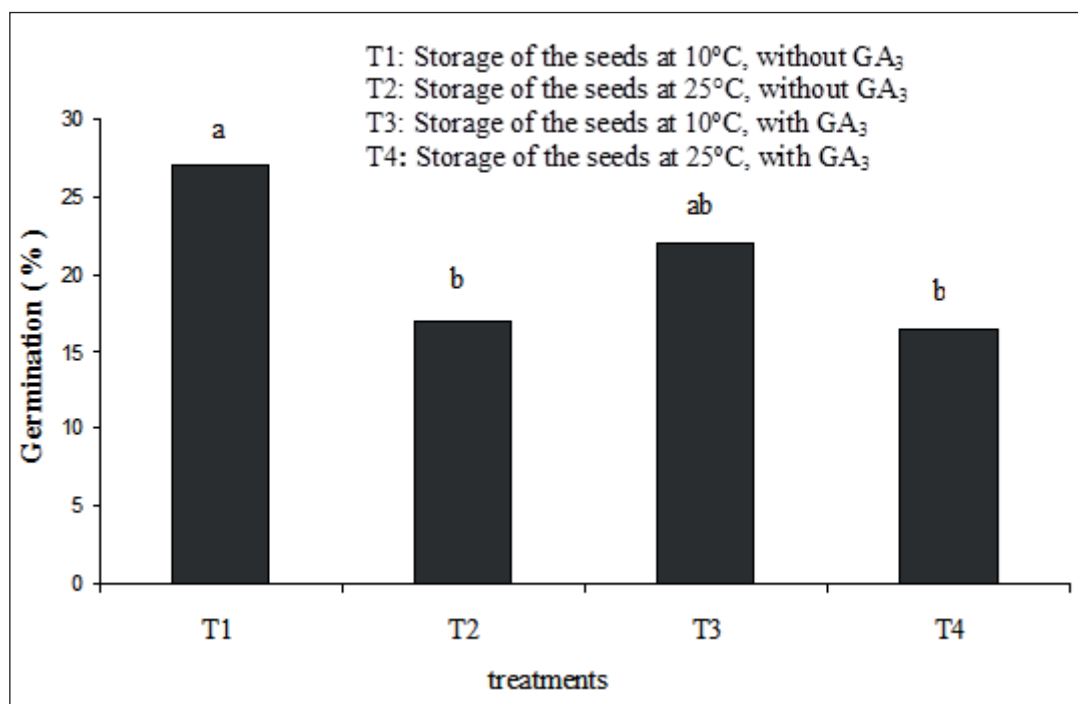 T1: Storage of the seeds at 10°C, without GA₃
T2: Storage of the seeds at 25°C, without GA₃
T3: Storage of the seeds at 10°C, with GA₃
T4: Storage of the seeds at 25°C, with GA₃
30
25
20
15
10
5
0
Germination ( % )
a
b
ab
b
T1 T2 T3 T4
treatments